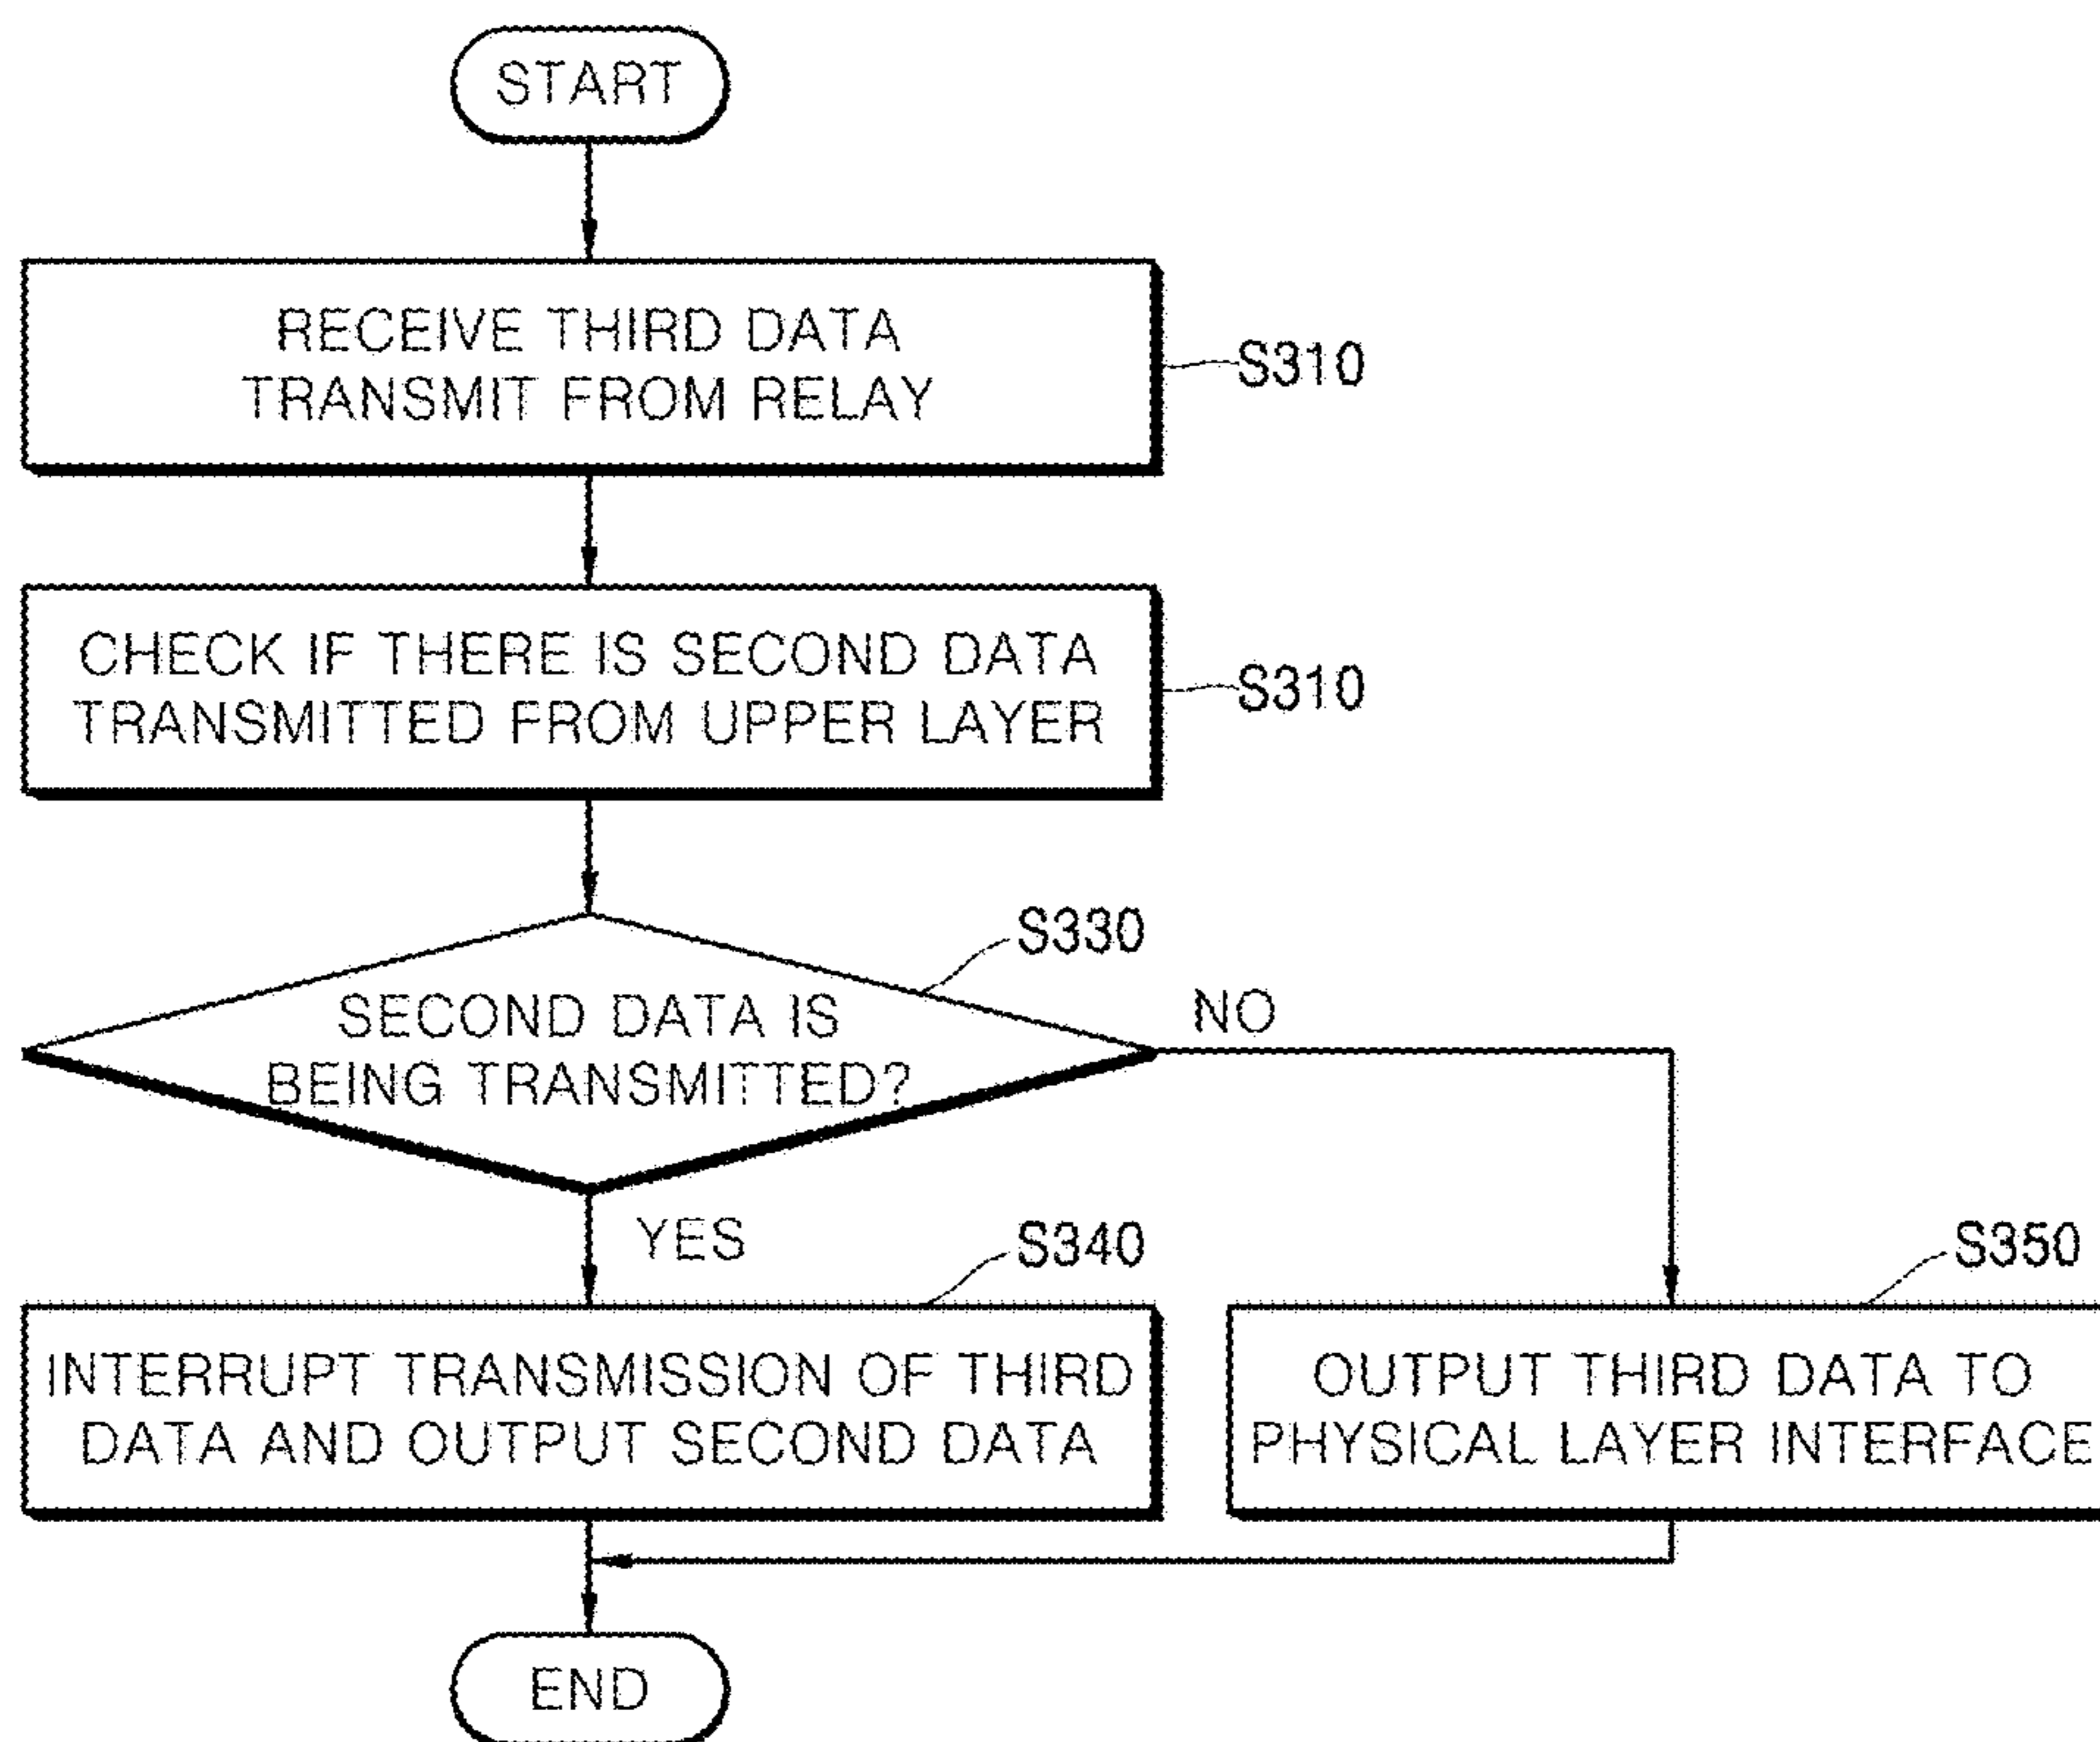 START
RECEIVE THIRD DATA
TRANSMIT FROM RELAY
S310
CHECK IF THERE IS SECOND DATA
TRANSMITTED FROM UPPER LAYER
S310
S330
SECOND DATA IS
BEING TRANSMITTED?
NO
YES
S340
INTERRUPT TRANSMISSION OF THIRD
DATA AND OUTPUT SECOND DATA
S350
OUTPUT THIRD DATA TO
PHYSICAL LAYER INTERFACE
END